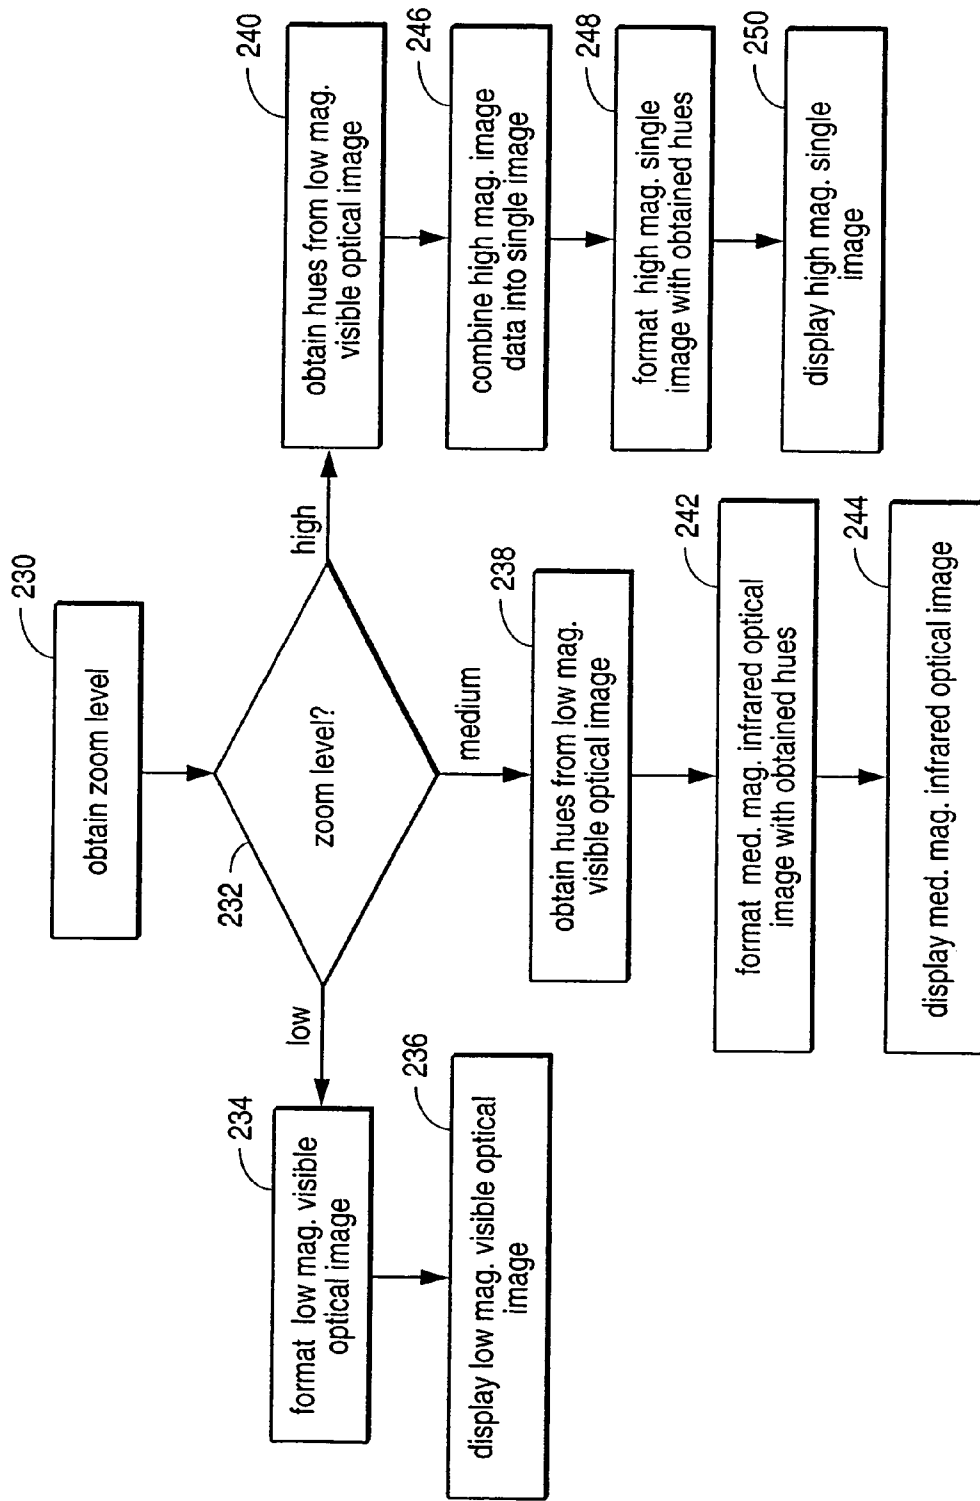 230
obtain zoom level
232
zoom level?
low
medium
high
234
format low mag. visible
optical image
236
display low mag. visible optical
image
238
obtain hues from low mag.
visible optical image
242
format med. mag. infrared optical
image with obtained hues
244
display med. mag. infrared optical image
240
obtain hues from low mag.
visible optical image
246
combine high mag. image
data into single image
248
format high mag. single
image with obtained hues
250
display high mag. single
image